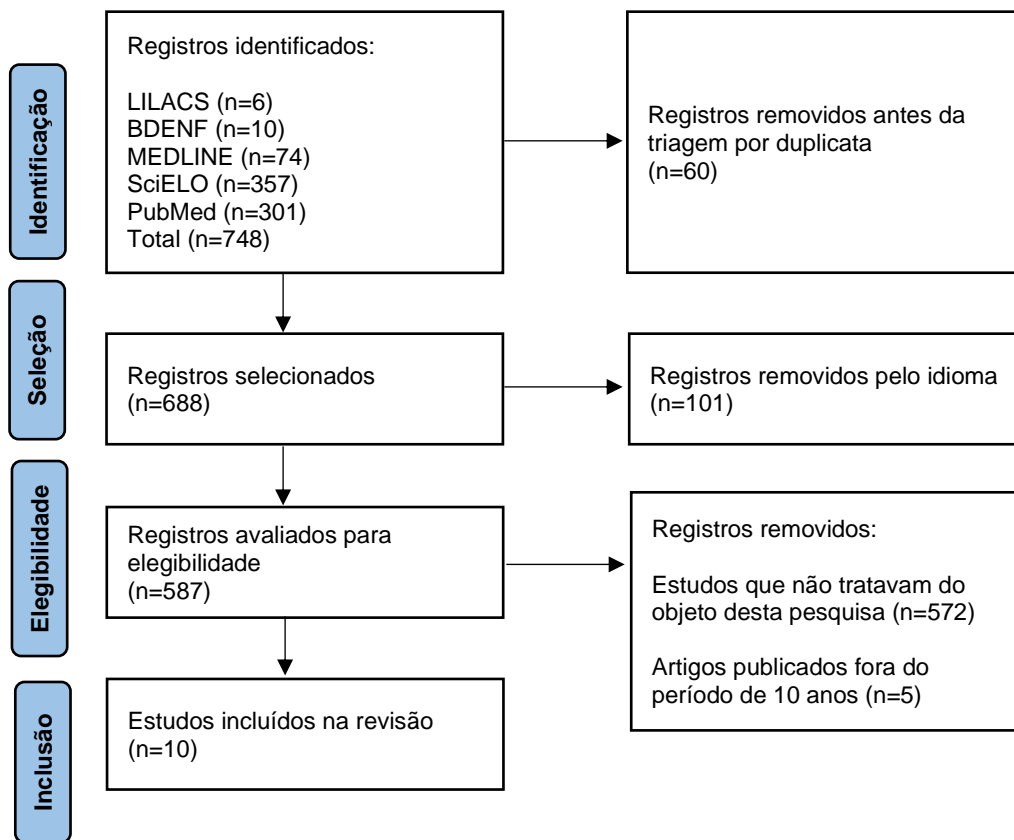 Identificação
Registros identificados:
LILACS (n=6)
BDENF (n=10)
MEDLINE (n=74)
SciELO (n=357)
PubMed (n=301)
Total (n=748)
Registros removidos antes da
triagem por duplicata
(n=60)
Seleção
Registros selecionados
(n=688)
Registros removidos pelo idioma
(n=101)
Elegibilidade
Registros avaliados para
elegibilidade
(n=587)
Registros removidos:
Estudos que não tratavam do
objeto desta pesquisa (n=572)
Artigos publicados fora do
período de 10 anos (n=5)
Inclusão
Estudos incluídos na revisão
(n=10)